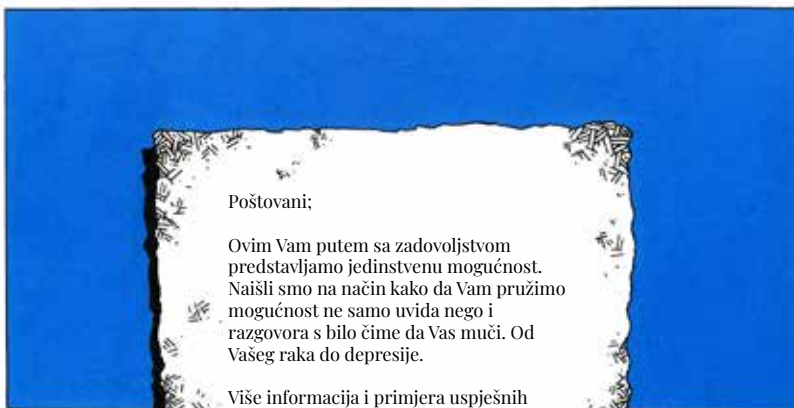 Poštovani;
Ovim Vam putem sa zadovoljstvom
predstavljamo jedinstvenu mogućnost.
Naišli smo na način kako da Vam pružimo
mogućnost ne samo uvida nego i
razgovora s bilo čime da Vas muči. Od
Vašeg raka do depresije.
Više informacija i primjera uspješnih